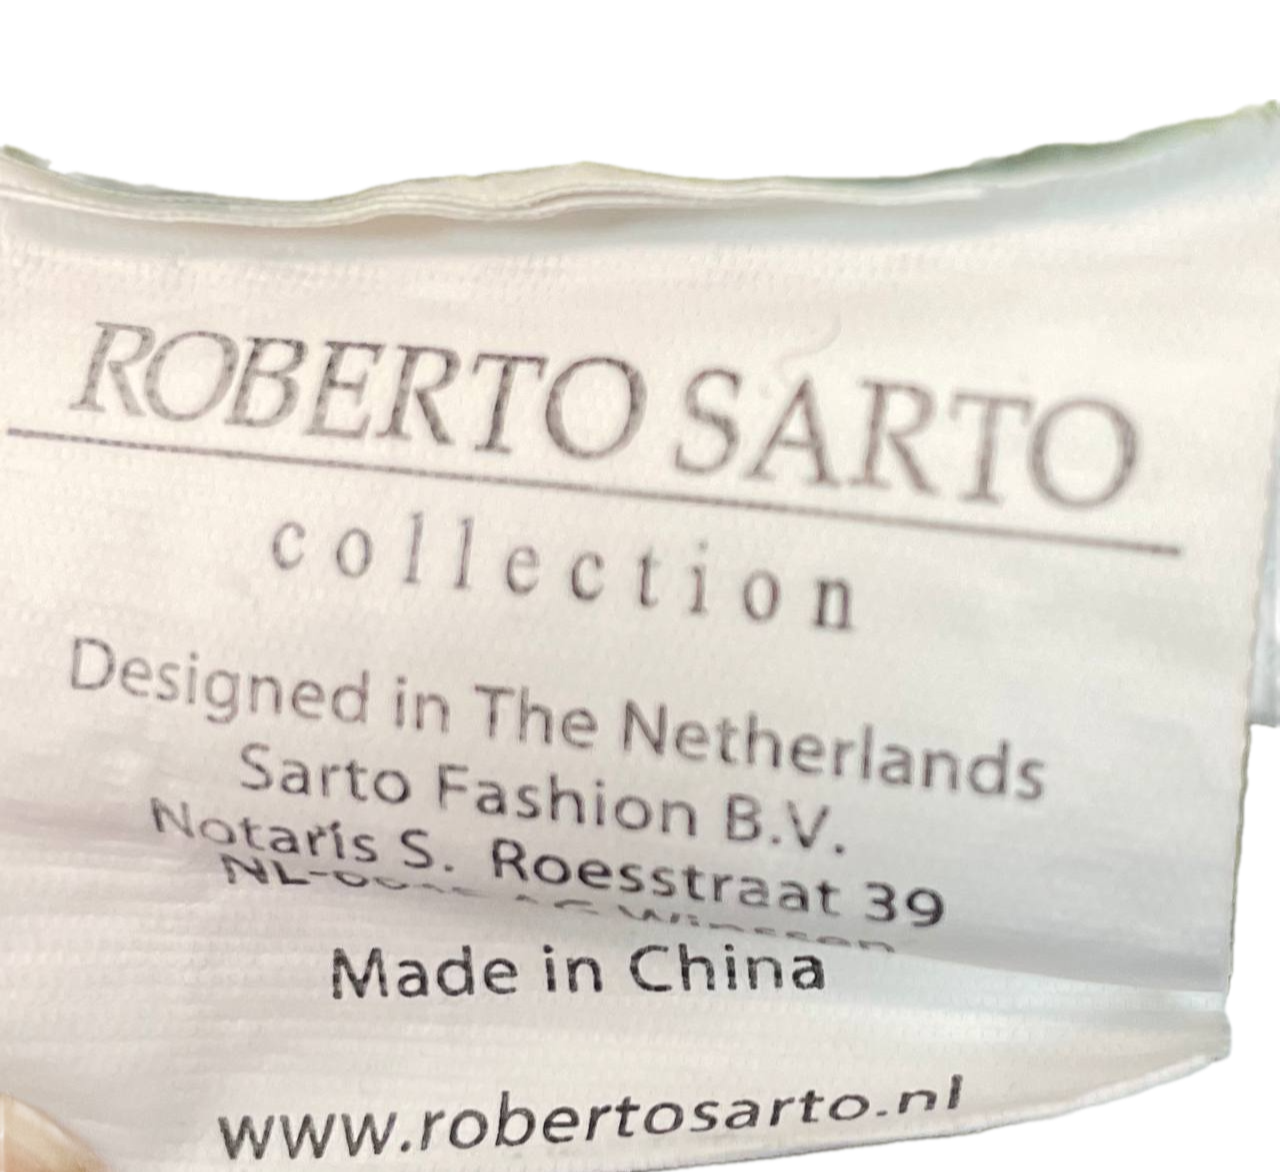 ROBERTO SARTO
collection
Designed in The Netherlands
Sarto Fashion B.V.
Notaris S. Roesstraat 39
Made in China
www.robertosarto.nl